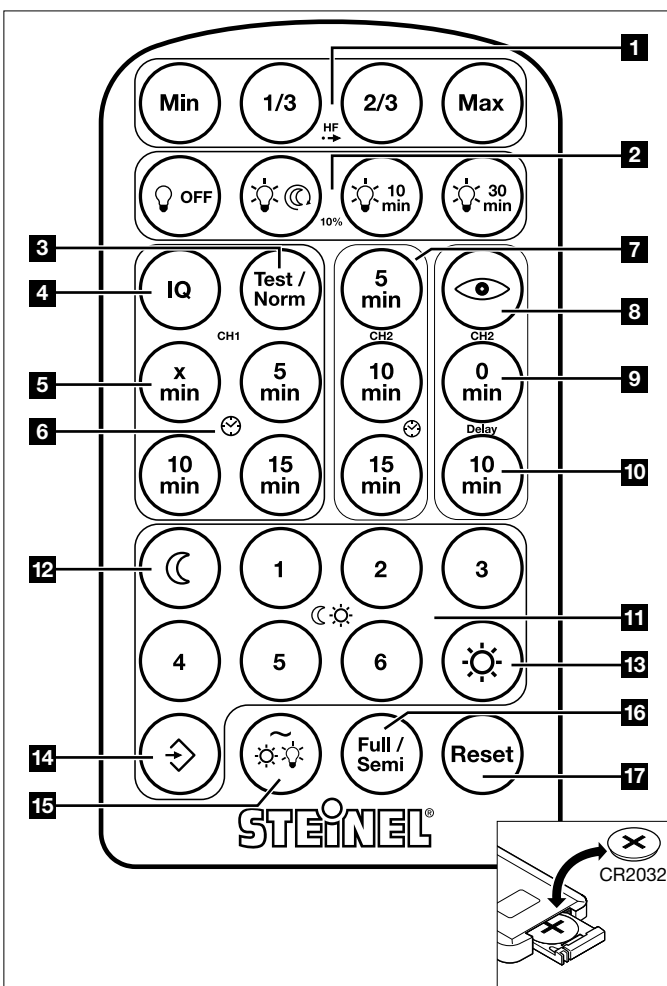 1
Min 1/3 2/3 Max
HF
2
OFF 10 min 30 min
10%
3
7
4
IQ Test / Norm 5 min
8
CH1 CH2 CH2
5
x min 5 min 10 min 0 min
9
6
Delay
10 min 15 min 15 min 10 min
10
12
1 2 3
11
4 5 6
13
16
14
Full / Semi Reset
15
17
STEINEL®
CR2032